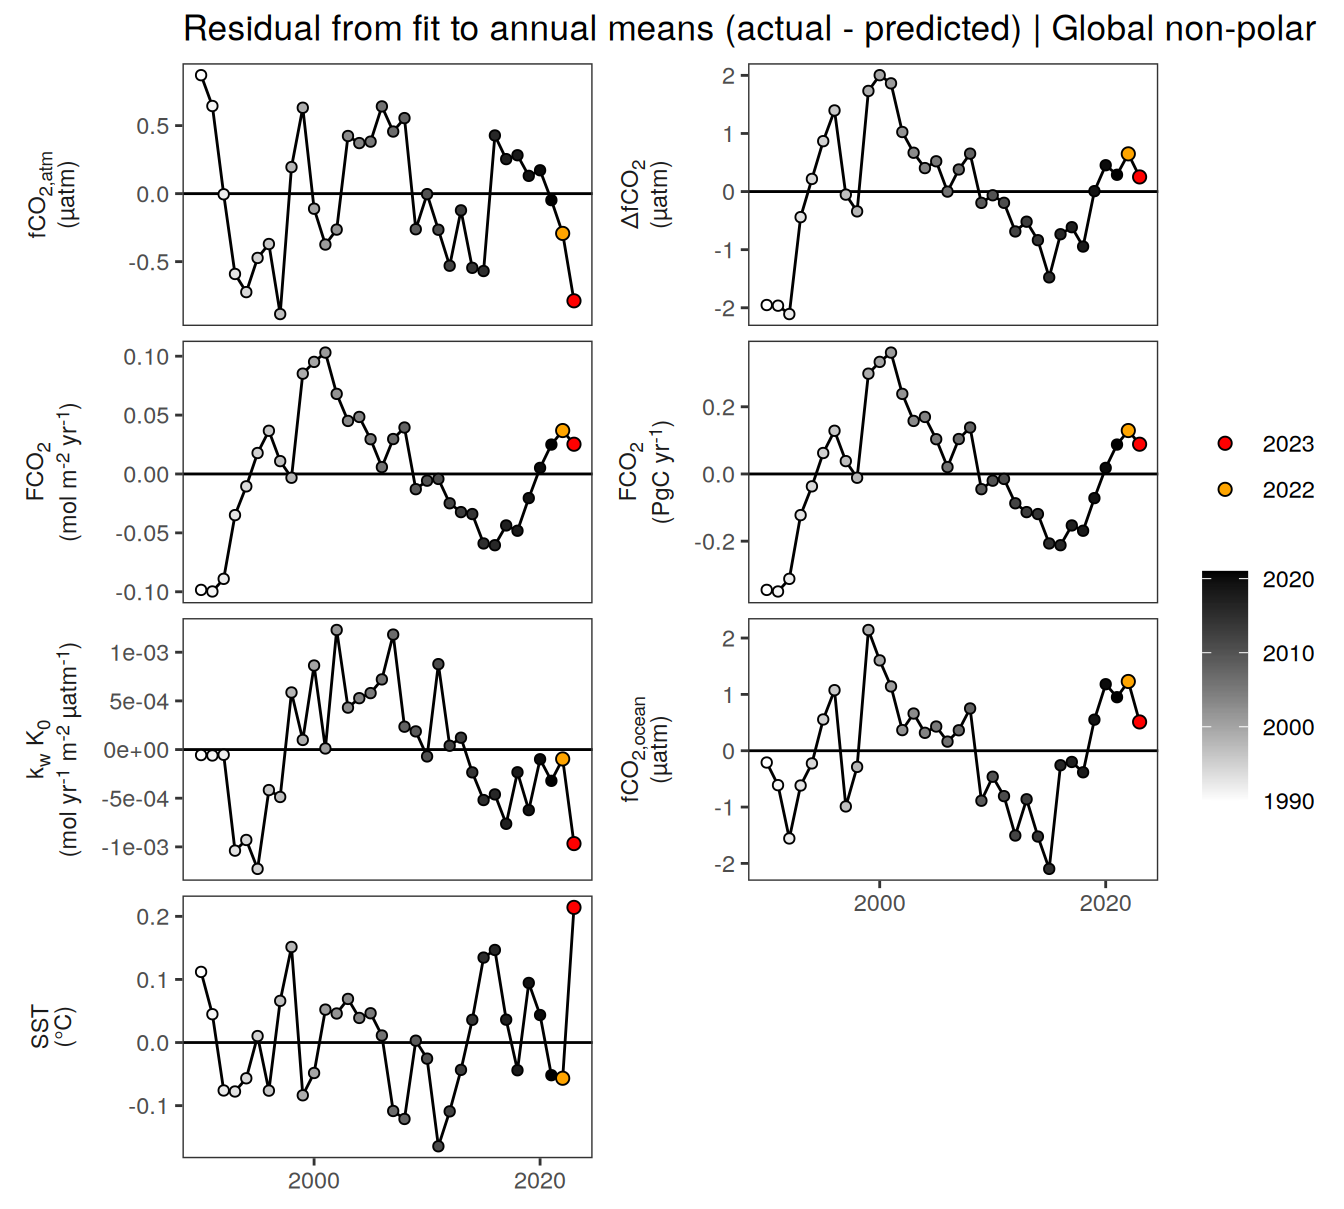 Residual from fit to annual means (actual - predicted) | Global non-polar
fCO2,atm
(µatm)
0.5
0.0
-0.5
ΔfCO2
(µatm)
2
1
0
-1
-2
FCO2
(mol m-2 yr-1)
0.10
0.05
0.00
-0.05
-0.10
FCO2
(PgC yr-1)
0.2
0.0
-0.2
kw K0
(mol yr-1 m-2 µatm-1)
1e-03
5e-04
0e+00
-5e-04
-1e-03
fCO2,ocean
(µatm)
2
1
0
-1
-2
2000 2020
SST
(°C)
0.2
0.1
0.0
-0.1
2000 2020
2023
2022
2020
2010
2000
1990